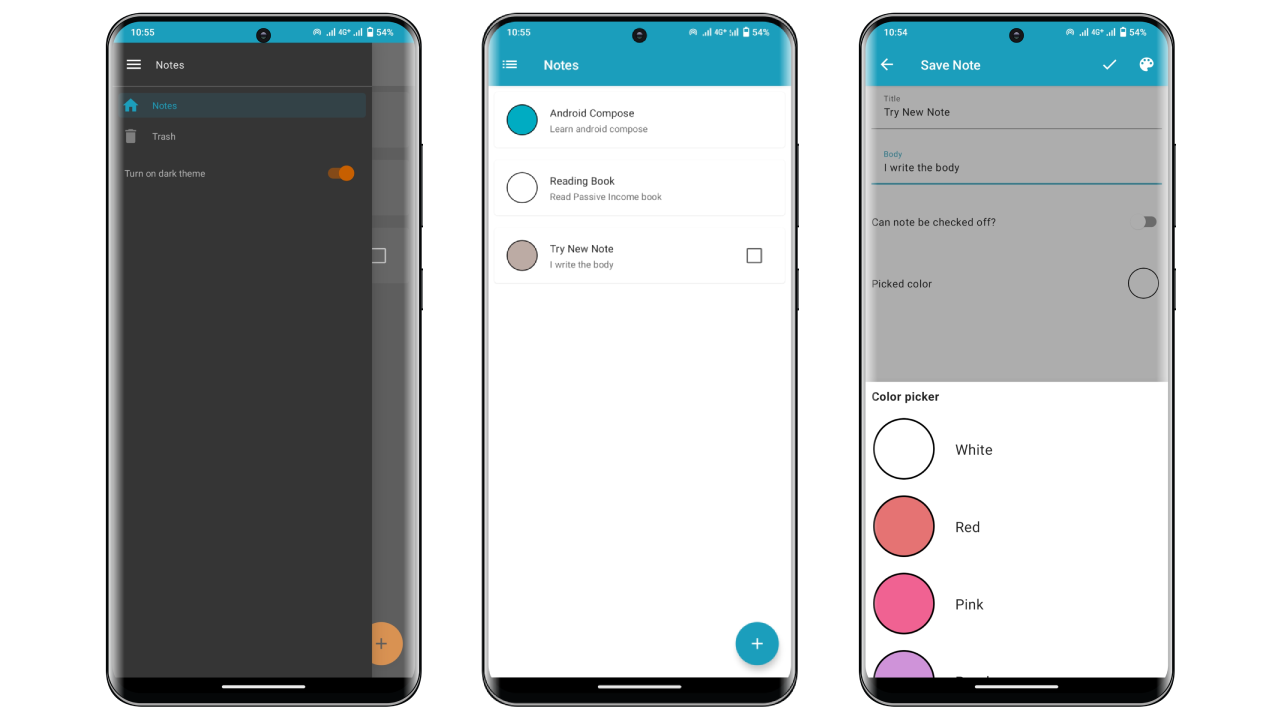 10:55
4G+ 54%
Notes
Notes
Trash
Turn on dark theme
10:55
4G+ 54%
Notes
Android Compose
Learn android compose
Reading Book
Read Passive Income book
Try New Note
I write the body
10:54
4G+ 54%
Save Note
Title
Try New Note
Body
I write the body
Can note be checked off?
Picked color
Color picker
White
Red
Pink